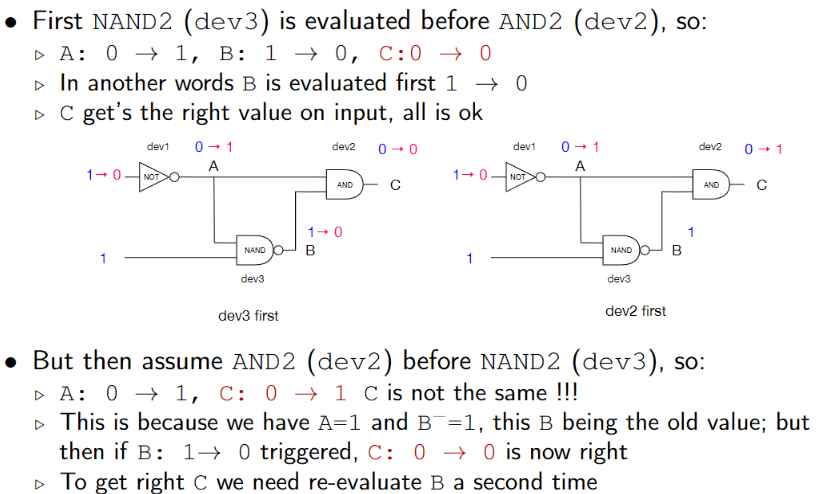 • First NAND2 (dev3) is evaluated before AND2 (dev2), so:
▹ A: 0 → 1, B: 1 → 0, C:0 → 0
▹ In another words B is evaluated first 1 → 0
▹ C get's the right value on input, all is ok
dev1 0 → 1 dev2 0 → 0
A
1 → 0 NOT AND C
1 → 0
1 NAND B
dev3
dev3 first
dev1 0 → 1 dev2 0 → 1
A
1 → 0 NOT AND C
1
1 NAND B
dev3
dev2 first
• But then assume AND2 (dev2) before NAND2 (dev3), so:
▹ A: 0 → 1, C: 0 → 1 C is not the same !!!
▹ This is because we have A=1 and B⁻=1, this B being the old value; but
then if B: 1→ 0 triggered, C: 0 → 0 is now right
▹ To get right C we need re-evaluate B a second time